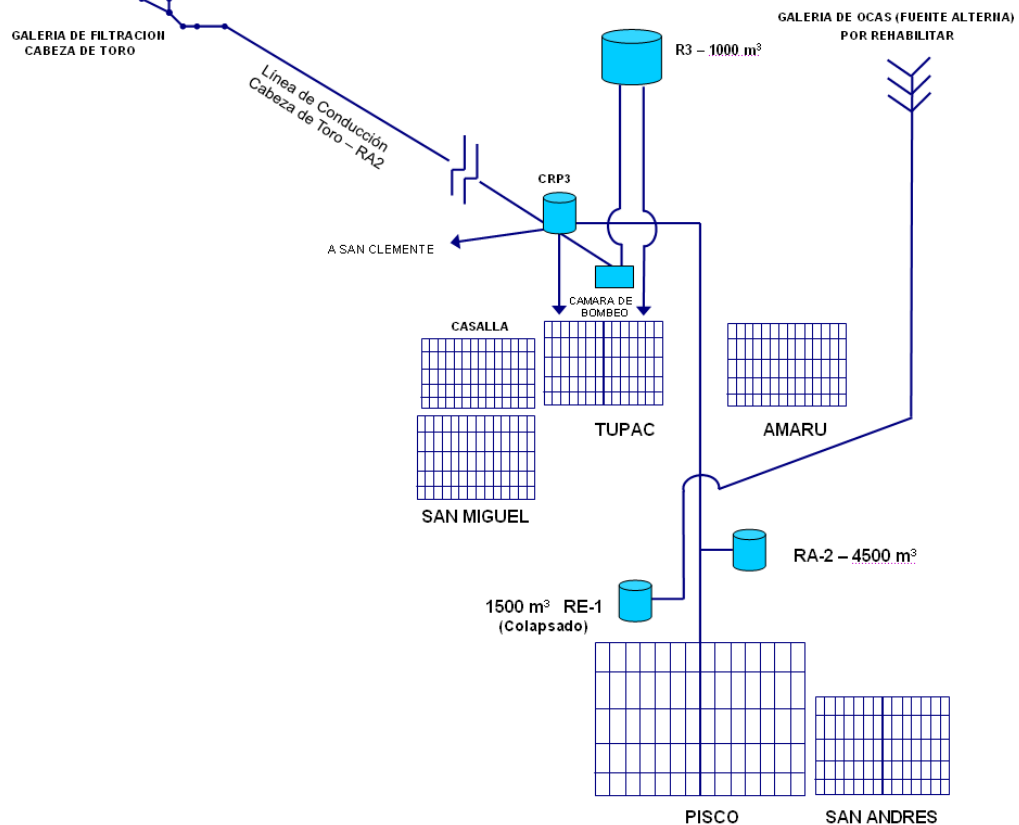 GALERIA DE OCAS (FUENTE ALTERNA)
POR REHABILITAR
GALERIA DE FILTRACION
CABEZA DE TORO
R3 – 1000 m³
Línea de Conducción
Cabeza de Toro – RA2
CRP3
A SAN CLEMENTE
CAMARA DE
BOMBEO
CASALLA
TUPAC
AMARU
SAN MIGUEL
RA-2 – 4500 m³
1500 m³ RE-1
(Colapsado)
PISCO
SAN ANDRES